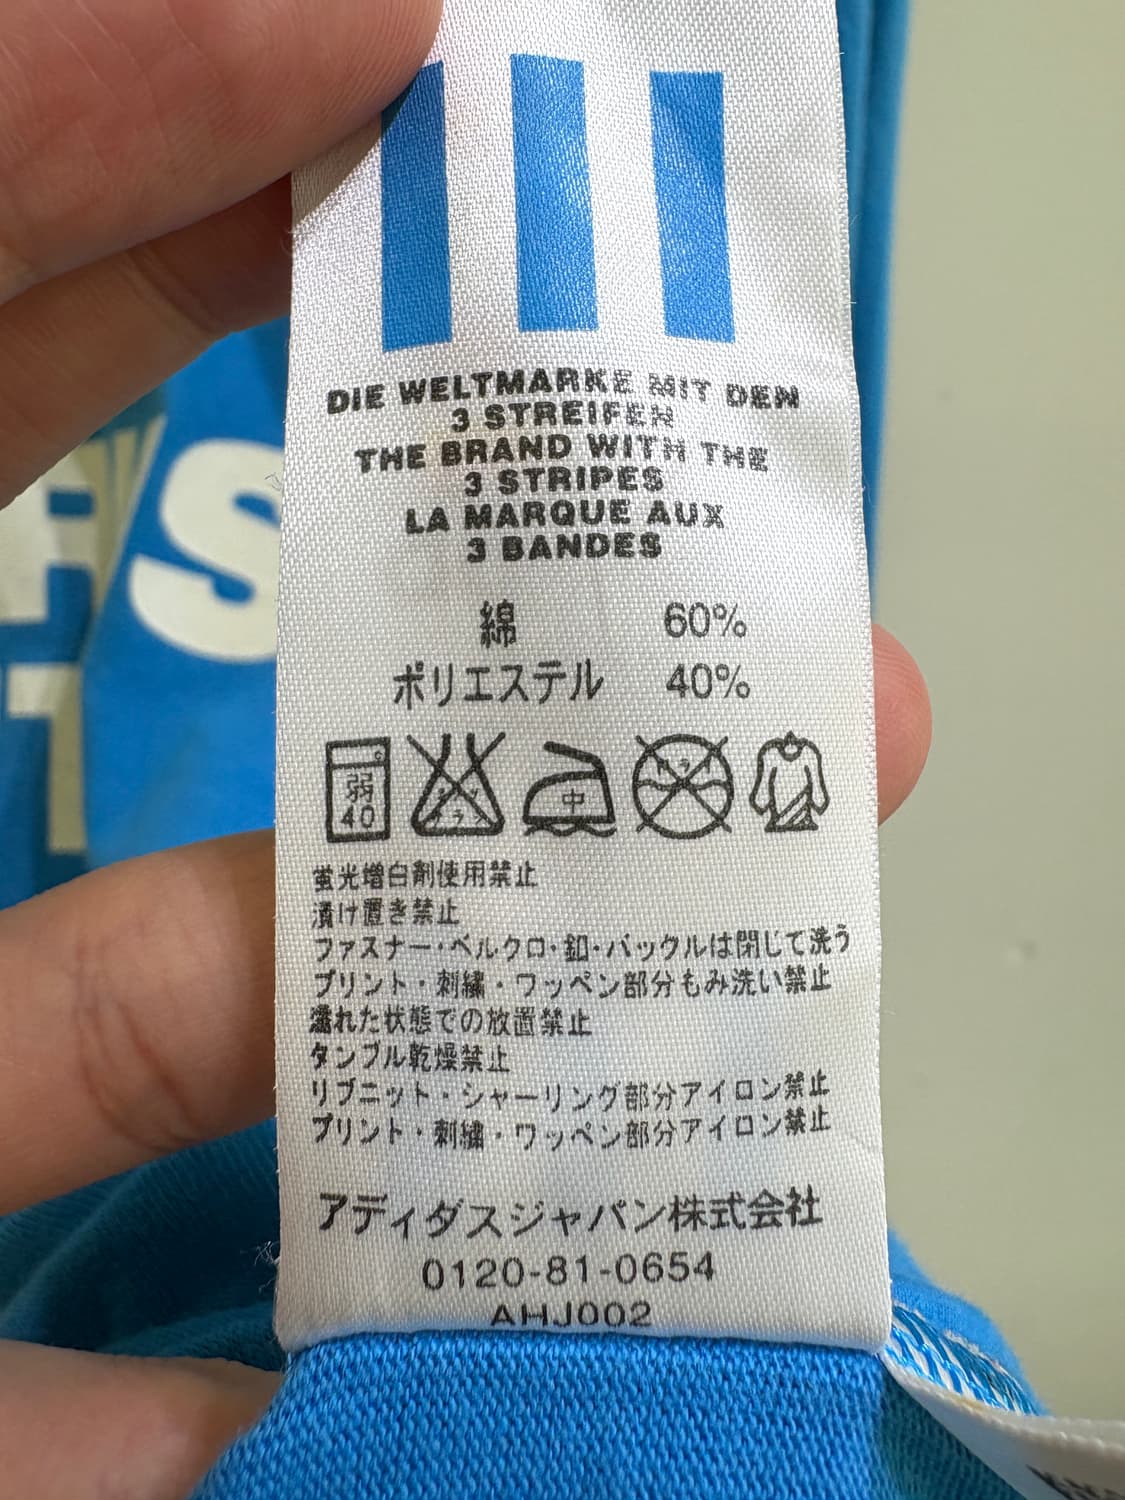 DIE WELTMARKE MIT DEN
3 STREIFEN
THE BRAND WITH THE
3 STRIPES
LA MARQUE AUX
3 BANDES
綿 60%
ポリエステル 40%
弱
40
中
蛍光増白剤使用禁止
漬け置き禁止
ファスナー・ベルクロ・釦・バックルは閉じて洗う
プリント・刺繍・ワッペン部分もみ洗い禁止
濡れた状態での放置禁止
タンブル乾燥禁止
リブニット・シャーリング部分アイロン禁止
プリント・刺繍・ワッペン部分アイロン禁止
アディダスジャパン株式会社
0120-81-0654
AHJ002
S